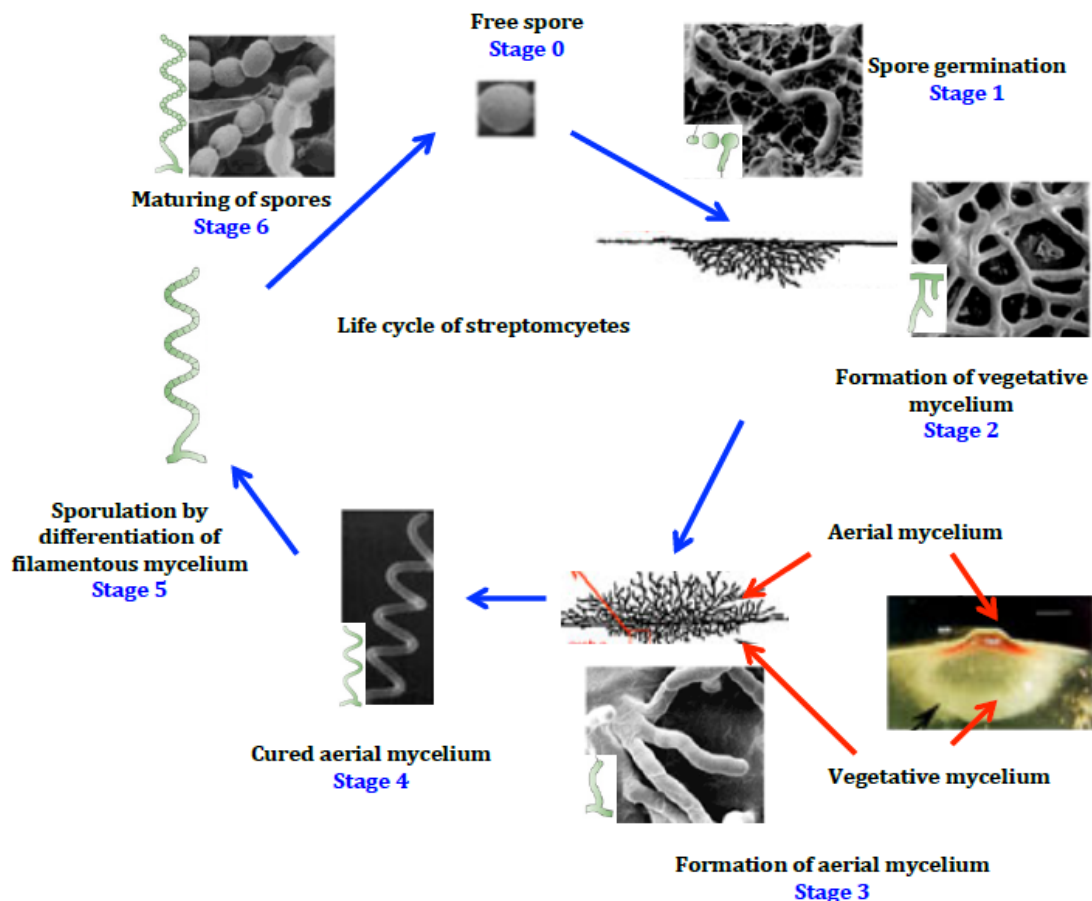 Free spore
Stage 0
Spore germination
Stage 1
Maturing of spores
Stage 6
Life cycle of streptomcyetes
Formation of vegetative
mycelium
Stage 2
Sporulation by
differentiation of
filamentous mycelium
Stage 5
Aerial mycelium
Cured aerial mycelium
Stage 4
Vegetative mycelium
Formation of aerial mycelium
Stage 3